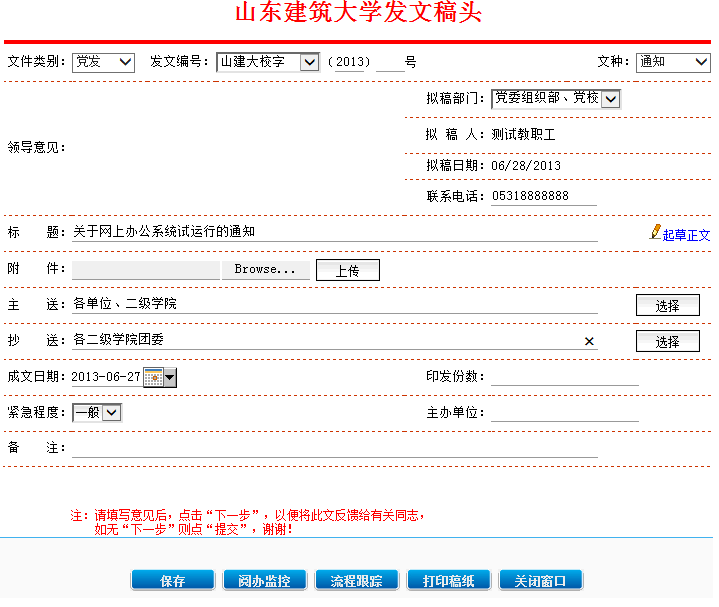 山东建筑大学发文稿头
文件类别: 党发 发文编号: 山建大校字 (2013) 号 文种: 通知
拟稿部门: 党委组织部、党校
领导意见:
拟 稿 人: 测试教职工
拟稿日期: 06/28/2013
联系电话: 05318888888
标 题: 关于网上办公系统试运行的通知 起草正文
附 件: Browse... 上传
主 送: 各单位、二级学院 选择
抄 送: 各二级学院团委 × 选择
成文日期: 2013-06-27 印发份数:
紧急程度: 一般 主办单位:
备 注:
注: 请填写意见后, 点击“下一步”, 以便将此文反馈给有关同志,
如无“下一步”则点“提交”, 谢谢!
保存 阅办监控 流程跟踪 打印稿纸 关闭窗口